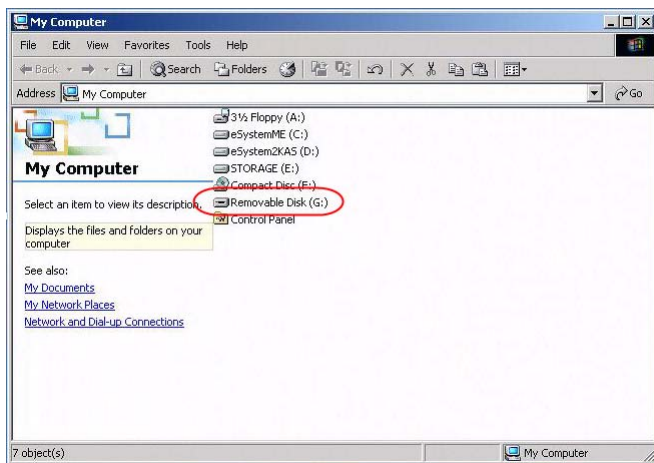 My Computer
File Edit View Favorites Tools Help
Back Search Folders
Address My Computer Go
My Computer
Select an item to view its description.
Displays the files and folders on your
computer
See also:
My Documents
My Network Places
Network and Dial-up Connections
3½ Floppy (A:)
eSystemME (C:)
eSystem2KAS (D:)
STORAGE (E:)
Compact Disc (F:)
Removable Disk (G:)
Control Panel
7 object(s) My Computer